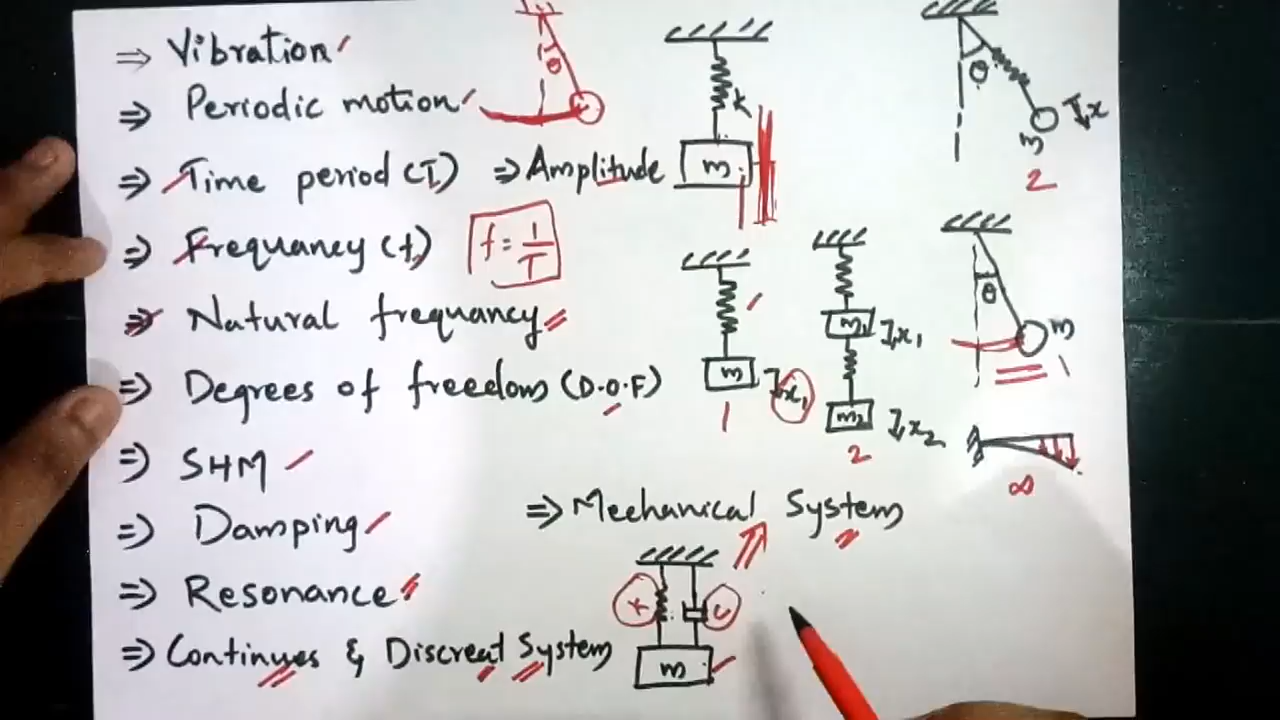 ⇒ Vibration
⇒ Periodic motion
⇒ Time period (T) ⇒ Amplitude
⇒ Frequancy (f) f = 1/T
⇒ Natural frequancy
⇒ Degrees of freedom (D.O.F)
⇒ SHM
⇒ Damping
⇒ Resonance
⇒ Continues & Discreat System
θ
K
m
θ
x
m
2
m
x₁
1
m₁
x₁
m₂
x₂
2
θ
m
1
∞
⇒ Mechanical System
K
C
m